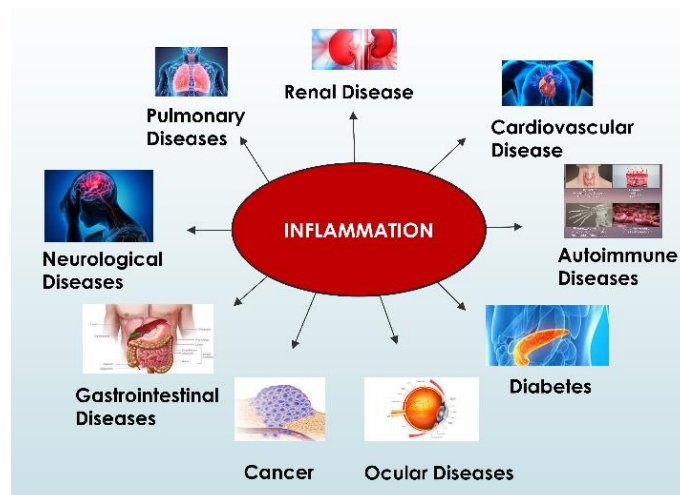 Renal Disease
Pulmonary
Diseases
Cardiovascular
Disease
INFLAMMATION
Neurological
Diseases
Autoimmune
Diseases
Gastrointestinal
Diseases
Diabetes
Cancer
Ocular Diseases